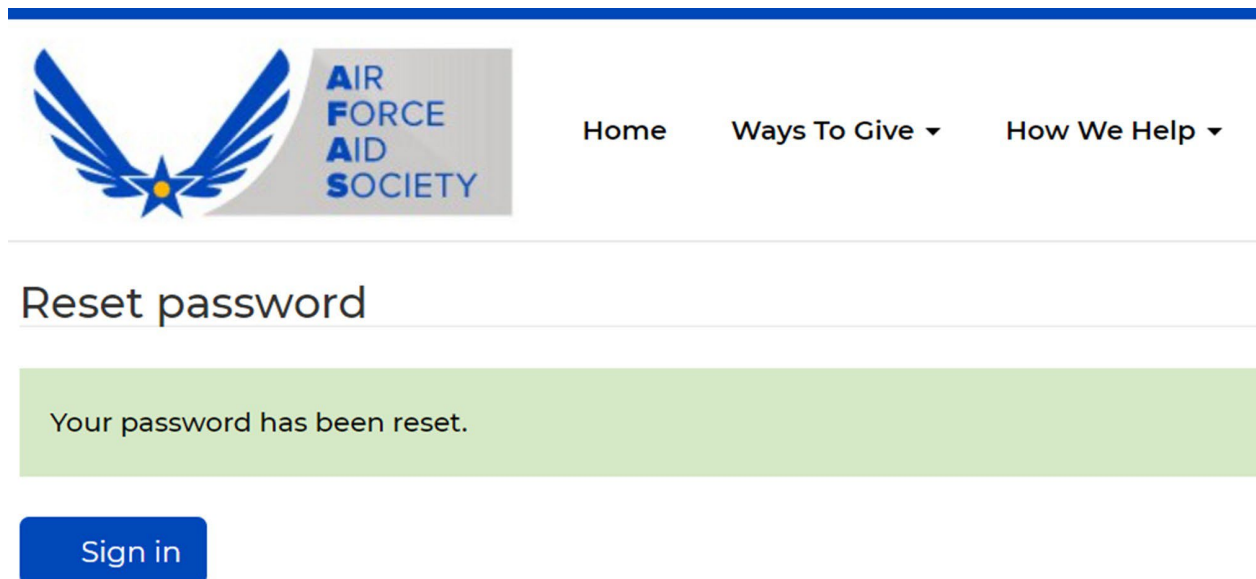 AIR
FORCE
AID
SOCIETY
Home Ways To Give How We Help
Reset password
Your password has been reset.
Sign in